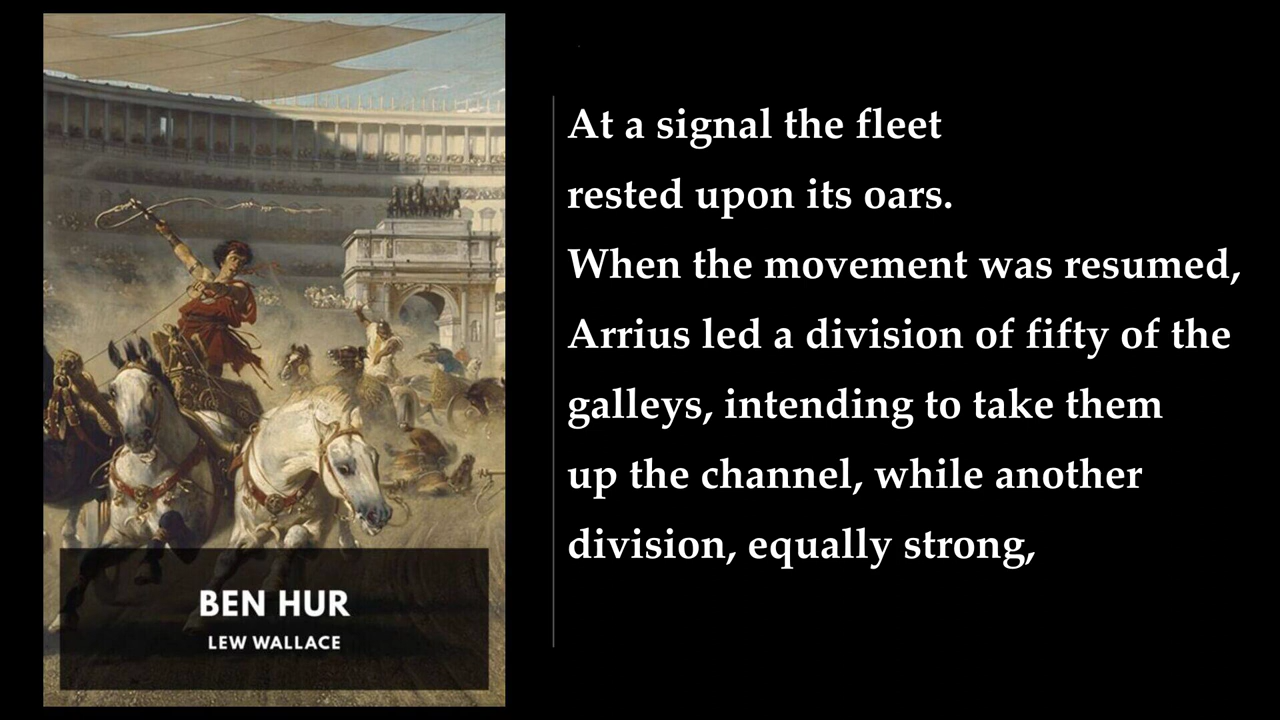 At a signal the fleet
rested upon its oars.
When the movement was resumed,
Arrius led a division of fifty of the
galleys, intending to take them
up the channel, while another
division, equally strong,
BEN HUR
LEW WALLACE